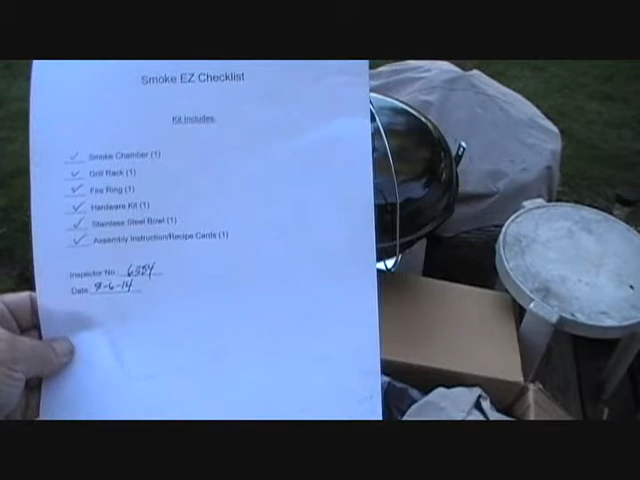 Smoke EZ Checklist
Kit Includes:
✓ Smoke Chamber (1)
✓ Grill Rack (1)
✓ Fire Ring (1)
✓ Hardware Kit (1)
✓ Stainless Steel Bowl (1)
✓ Assembly Instruction/Recipe Cards (1)
Inspector No. 6384
Date 9-6-14